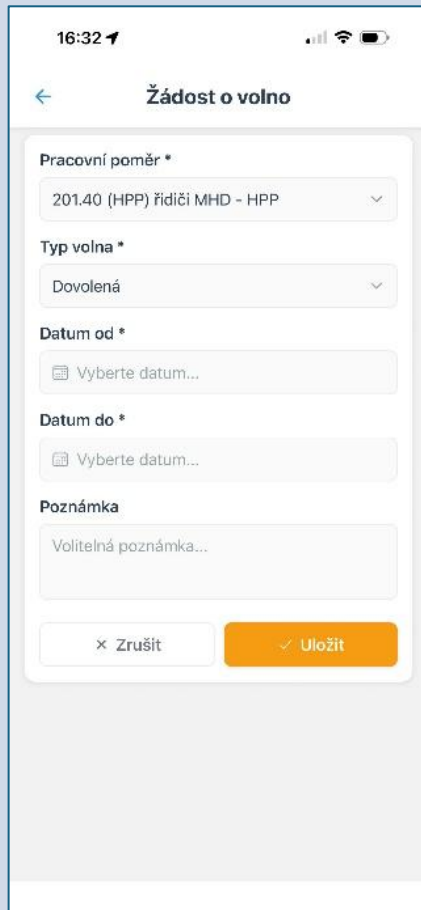 16:32
Žádost o volno
Pracovní poměr *
201.40 (HPP) řidiči MHD - HPP
Typ volna *
Dovolená
Datum od *
Vyberte datum...
Datum do *
Vyberte datum...
Poznámka
Volitelná poznámka...
× Zrušit
✓ Uložit